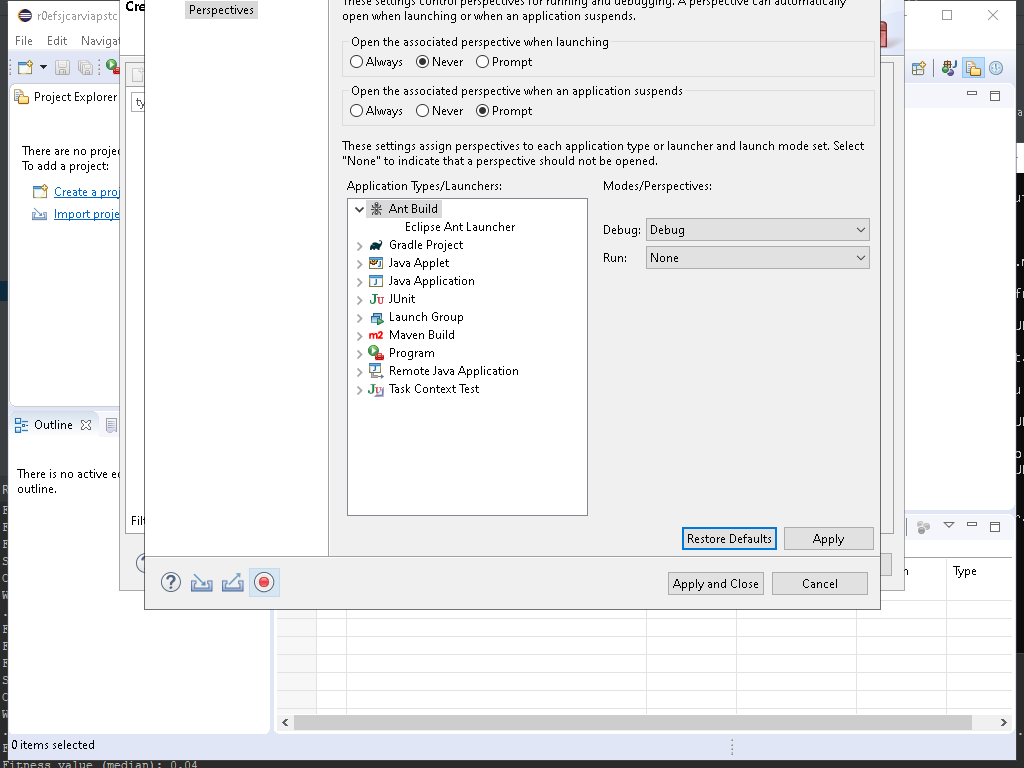 r0efsjcarviapstc
Cre
Perspectives
These settings control perspectives for running and debugging. A perspective can automatically
open when launching or when an application suspends.
File Edit Naviga
Open the associated perspective when launching
Always Never Prompt
Project Explorer
Open the associated perspective when an application suspends
Always Never Prompt
There are no proje
To add a project:
Create a proj
Import proje
These settings assign perspectives to each application type or launcher and launch mode set. Select
"None" to indicate that a perspective should not be opened.
Application Types/Launchers:
Modes/Perspectives:
Ant Build
Eclipse Ant Launcher
Gradle Project
Java Applet
Java Application
JUnit
Launch Group
Maven Build
Program
Remote Java Application
Task Context Test
Debug: Debug
Run: None
Outline
There is no active e
outline.
Filt
Restore Defaults Apply
Apply and Close Cancel
n Type
0 items selected
Fitness value (median): 0.04